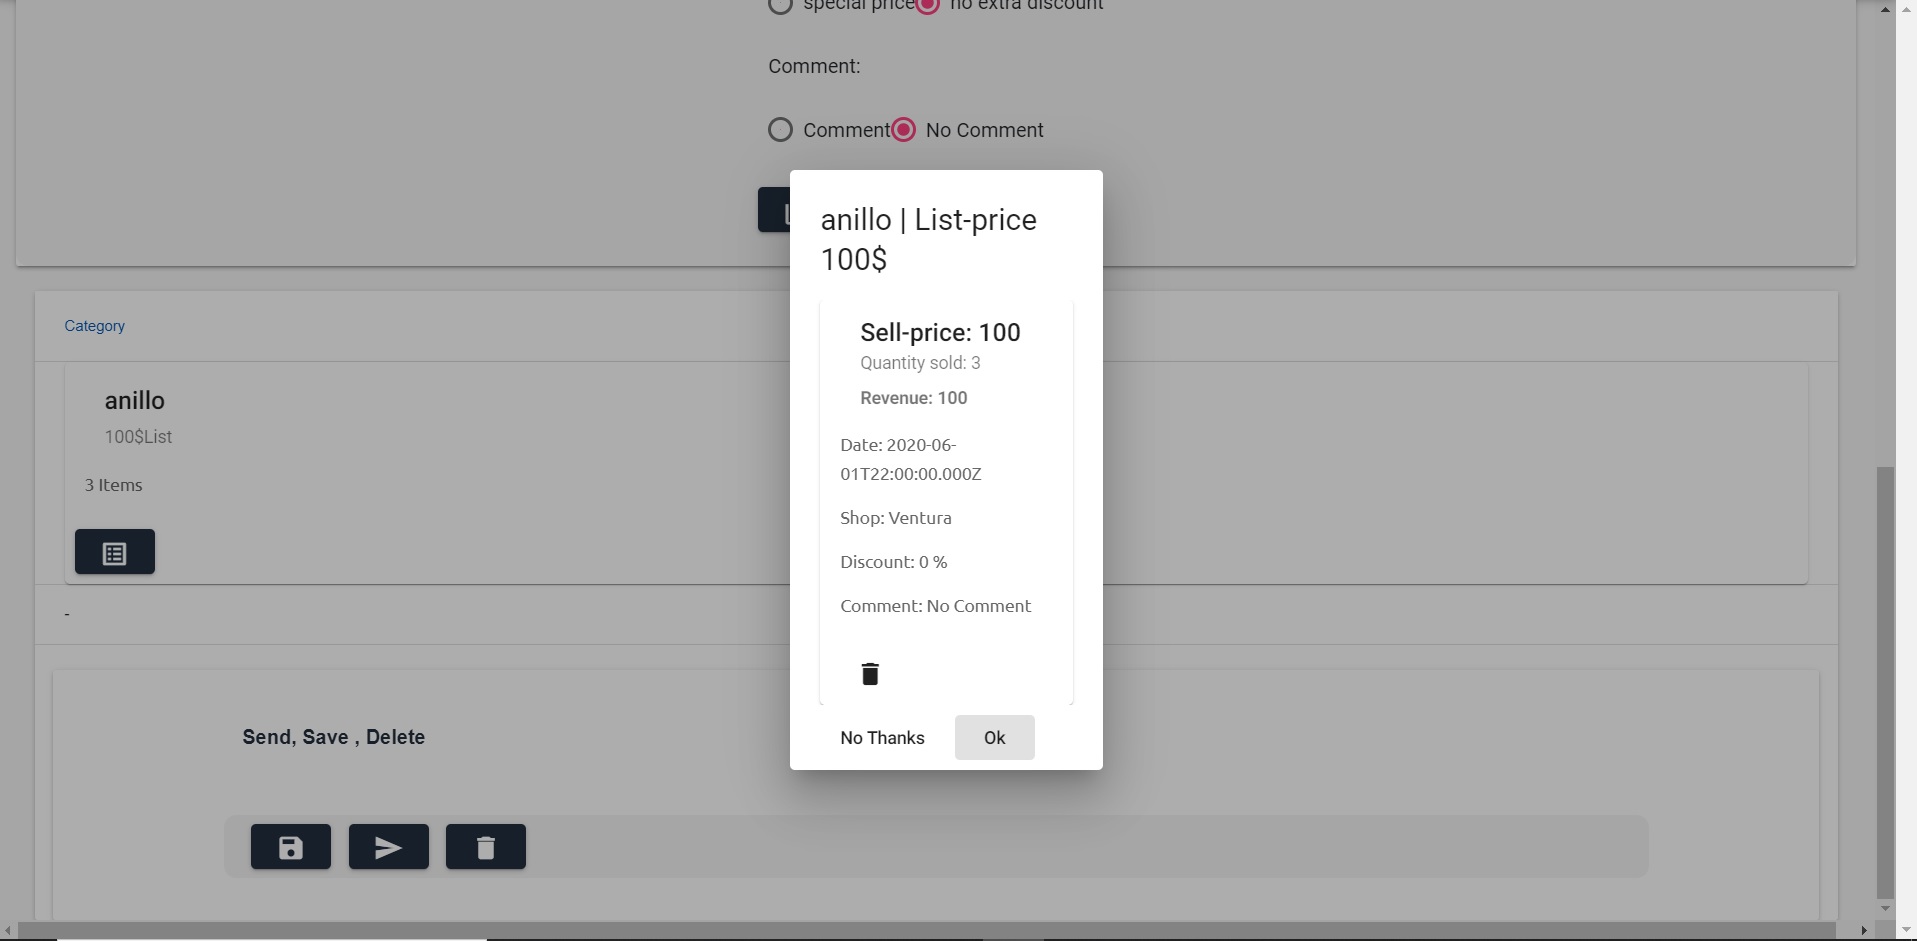 special price no extra discount
Comment:
Comment No Comment
anillo | List-price
100$
Category
Sell-price: 100
Quantity sold: 3
Revenue: 100
anillo
100$List
3 Items
Date: 2020-06-
01T22:00:00.000Z
Shop: Ventura
Discount: 0 %
Comment: No Comment
-
Send, Save , Delete
No Thanks Ok